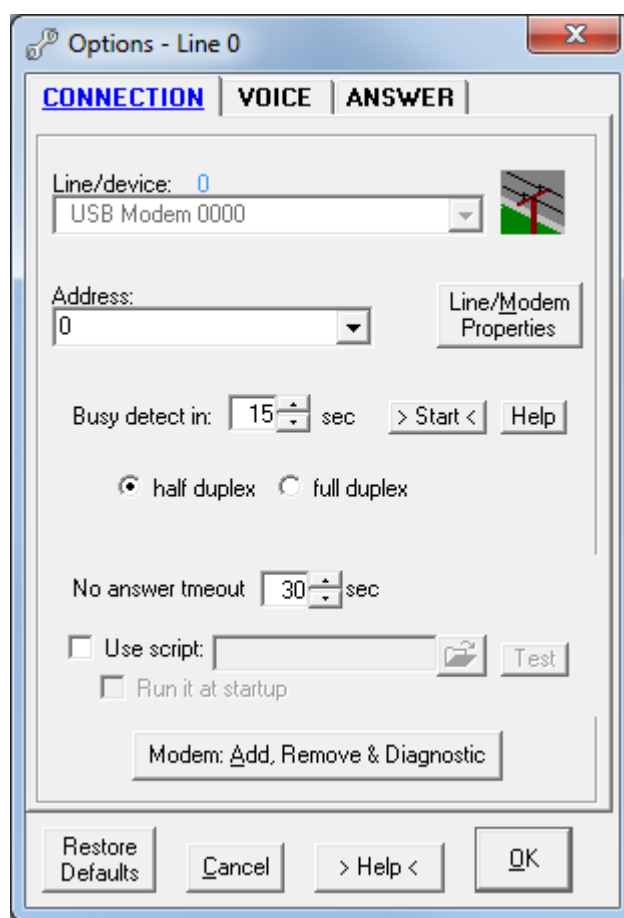 Options - Line 0
CONNECTION VOICE ANSWER
Line/device: 0
USB Modem 0000
Address:
0
Line/Modem
Properties
Busy detect in: 15 sec > Start < Help
half duplex full duplex
No answer tmeout 30 sec
Use script: Test
Run it at startup
Modem: Add, Remove & Diagnostic
Restore
Defaults
Cancel > Help < OK